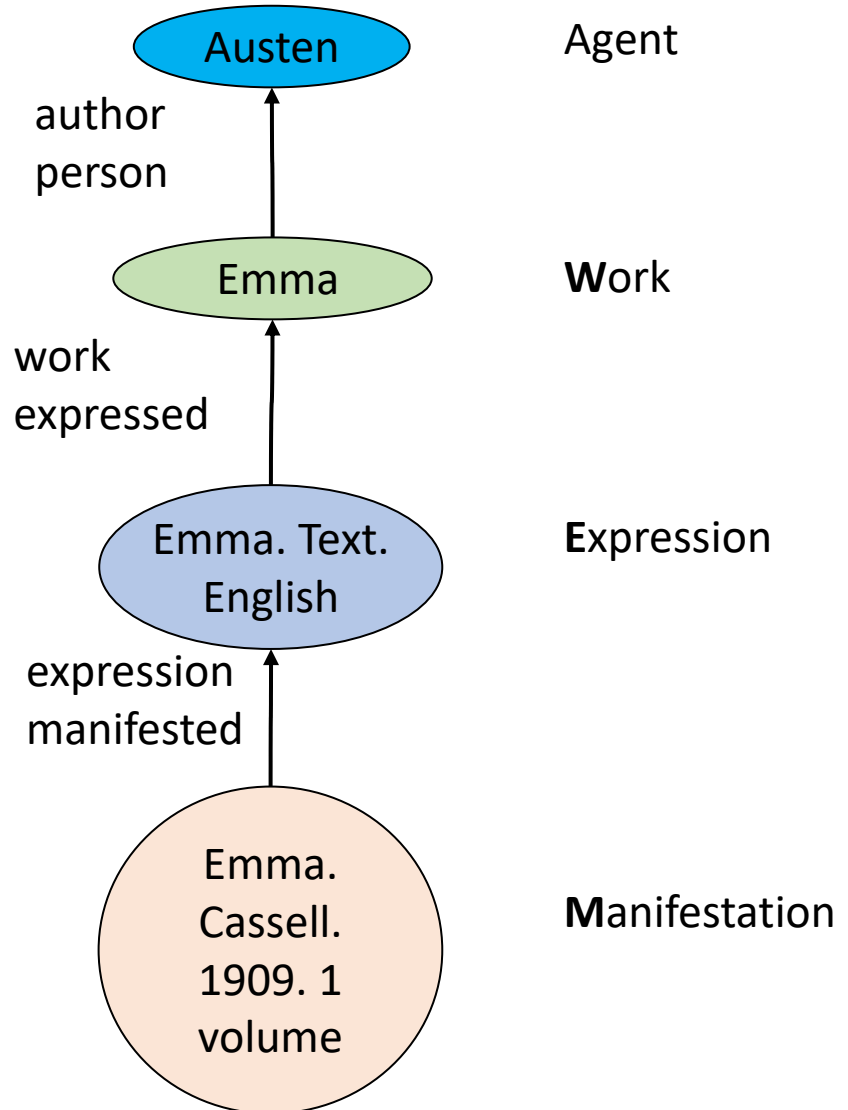 Austen
Agent
author
person
Emma
Work
work
expressed
Emma. Text.
English
Expression
expression
manifested
Emma.
Cassell.
1909. 1
volume
Manifestation